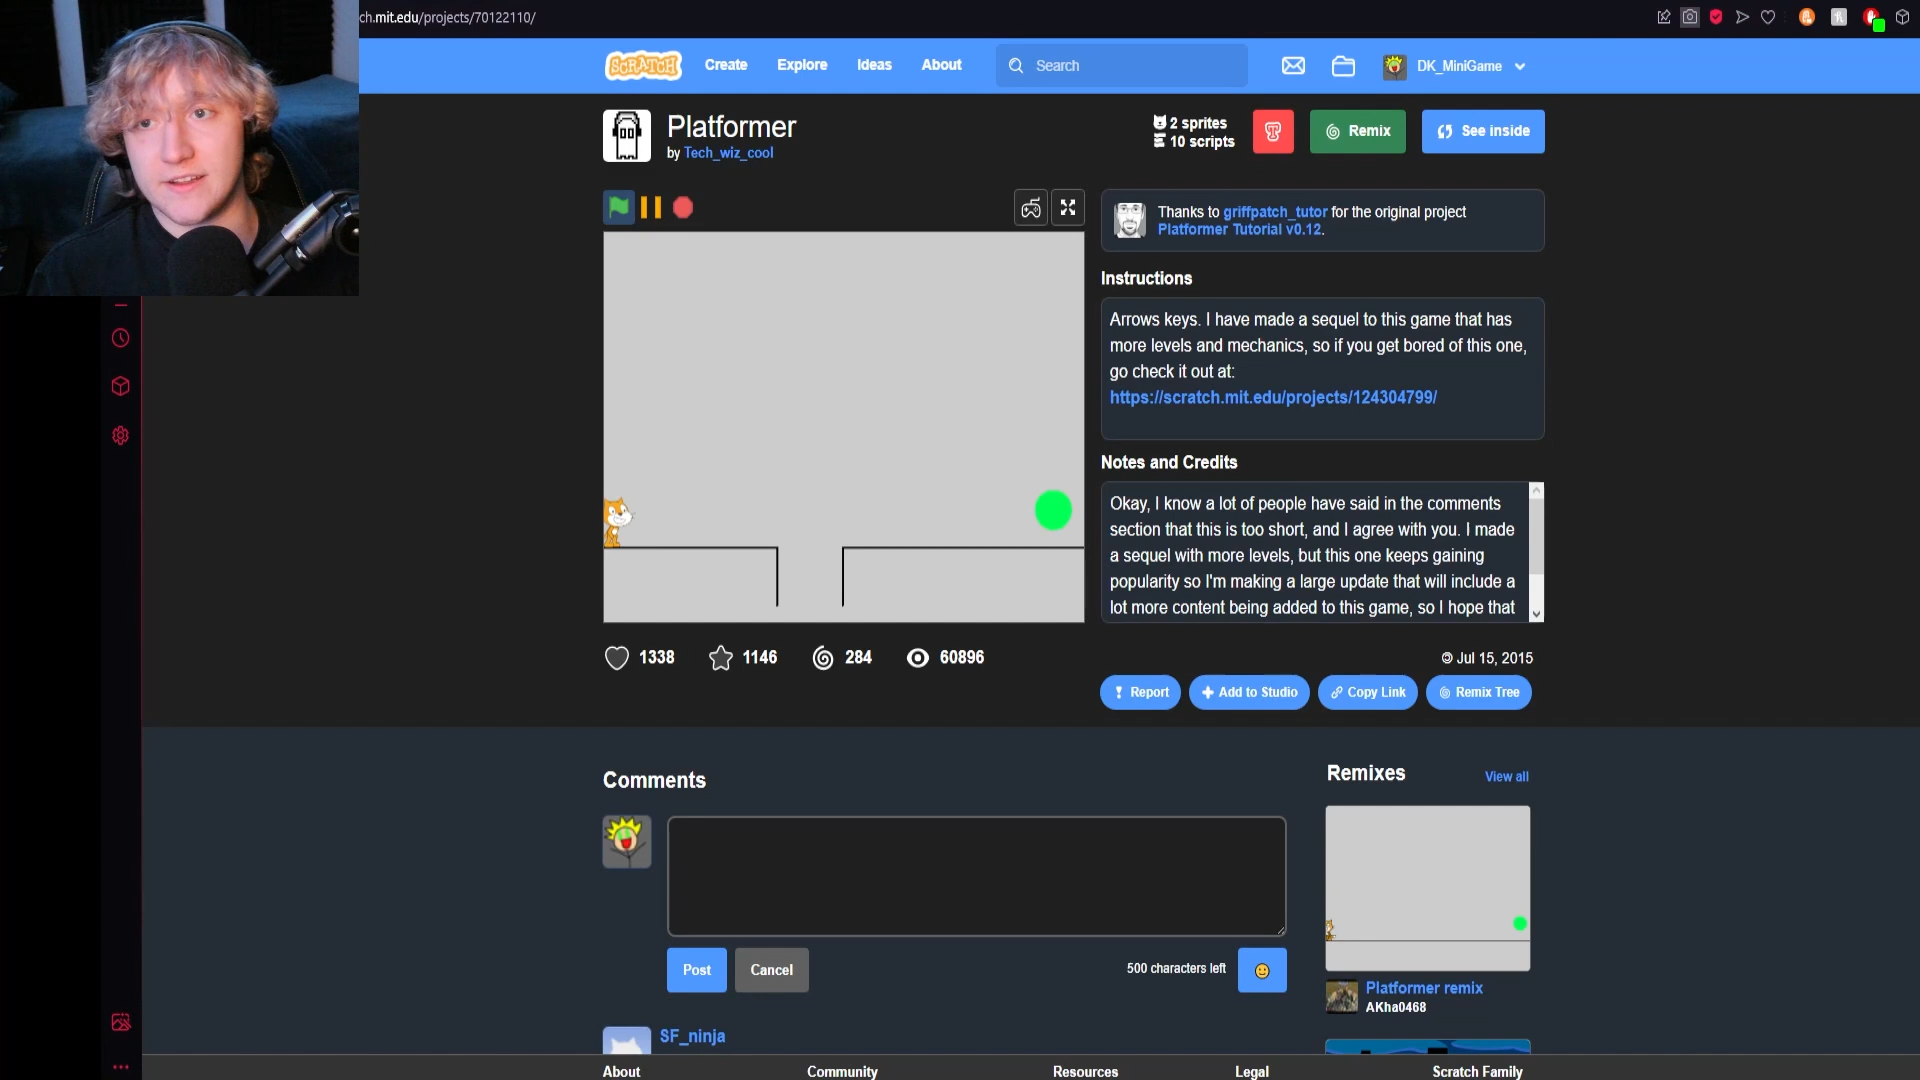 ch.mit.edu/projects/70122110/
SCRATCH
Create
Explore
Ideas
About
Search
DK_MiniGame
Platformer
by Tech_wiz_cool
2 sprites
10 scripts
Remix
See inside
Thanks to griffpatch_tutor for the original project
Platformer Tutorial v0.12.
Instructions
Arrows keys. I have made a sequel to this game that has
more levels and mechanics, so if you get bored of this one,
go check it out at:
https://scratch.mit.edu/projects/124304799/
Notes and Credits
Okay, I know a lot of people have said in the comments
section that this is too short, and I agree with you. I made
a sequel with more levels, but this one keeps gaining
popularity so I'm making a large update that will include a
lot more content being added to this game, so I hope that
1338
1146
284
60896
© Jul 15, 2015
Report
Add to Studio
Copy Link
Remix Tree
Comments
Post
Cancel
500 characters left
Remixes
View all
Platformer remix
AKha0468
SF_ninja
About
Community
Resources
Legal
Scratch Family